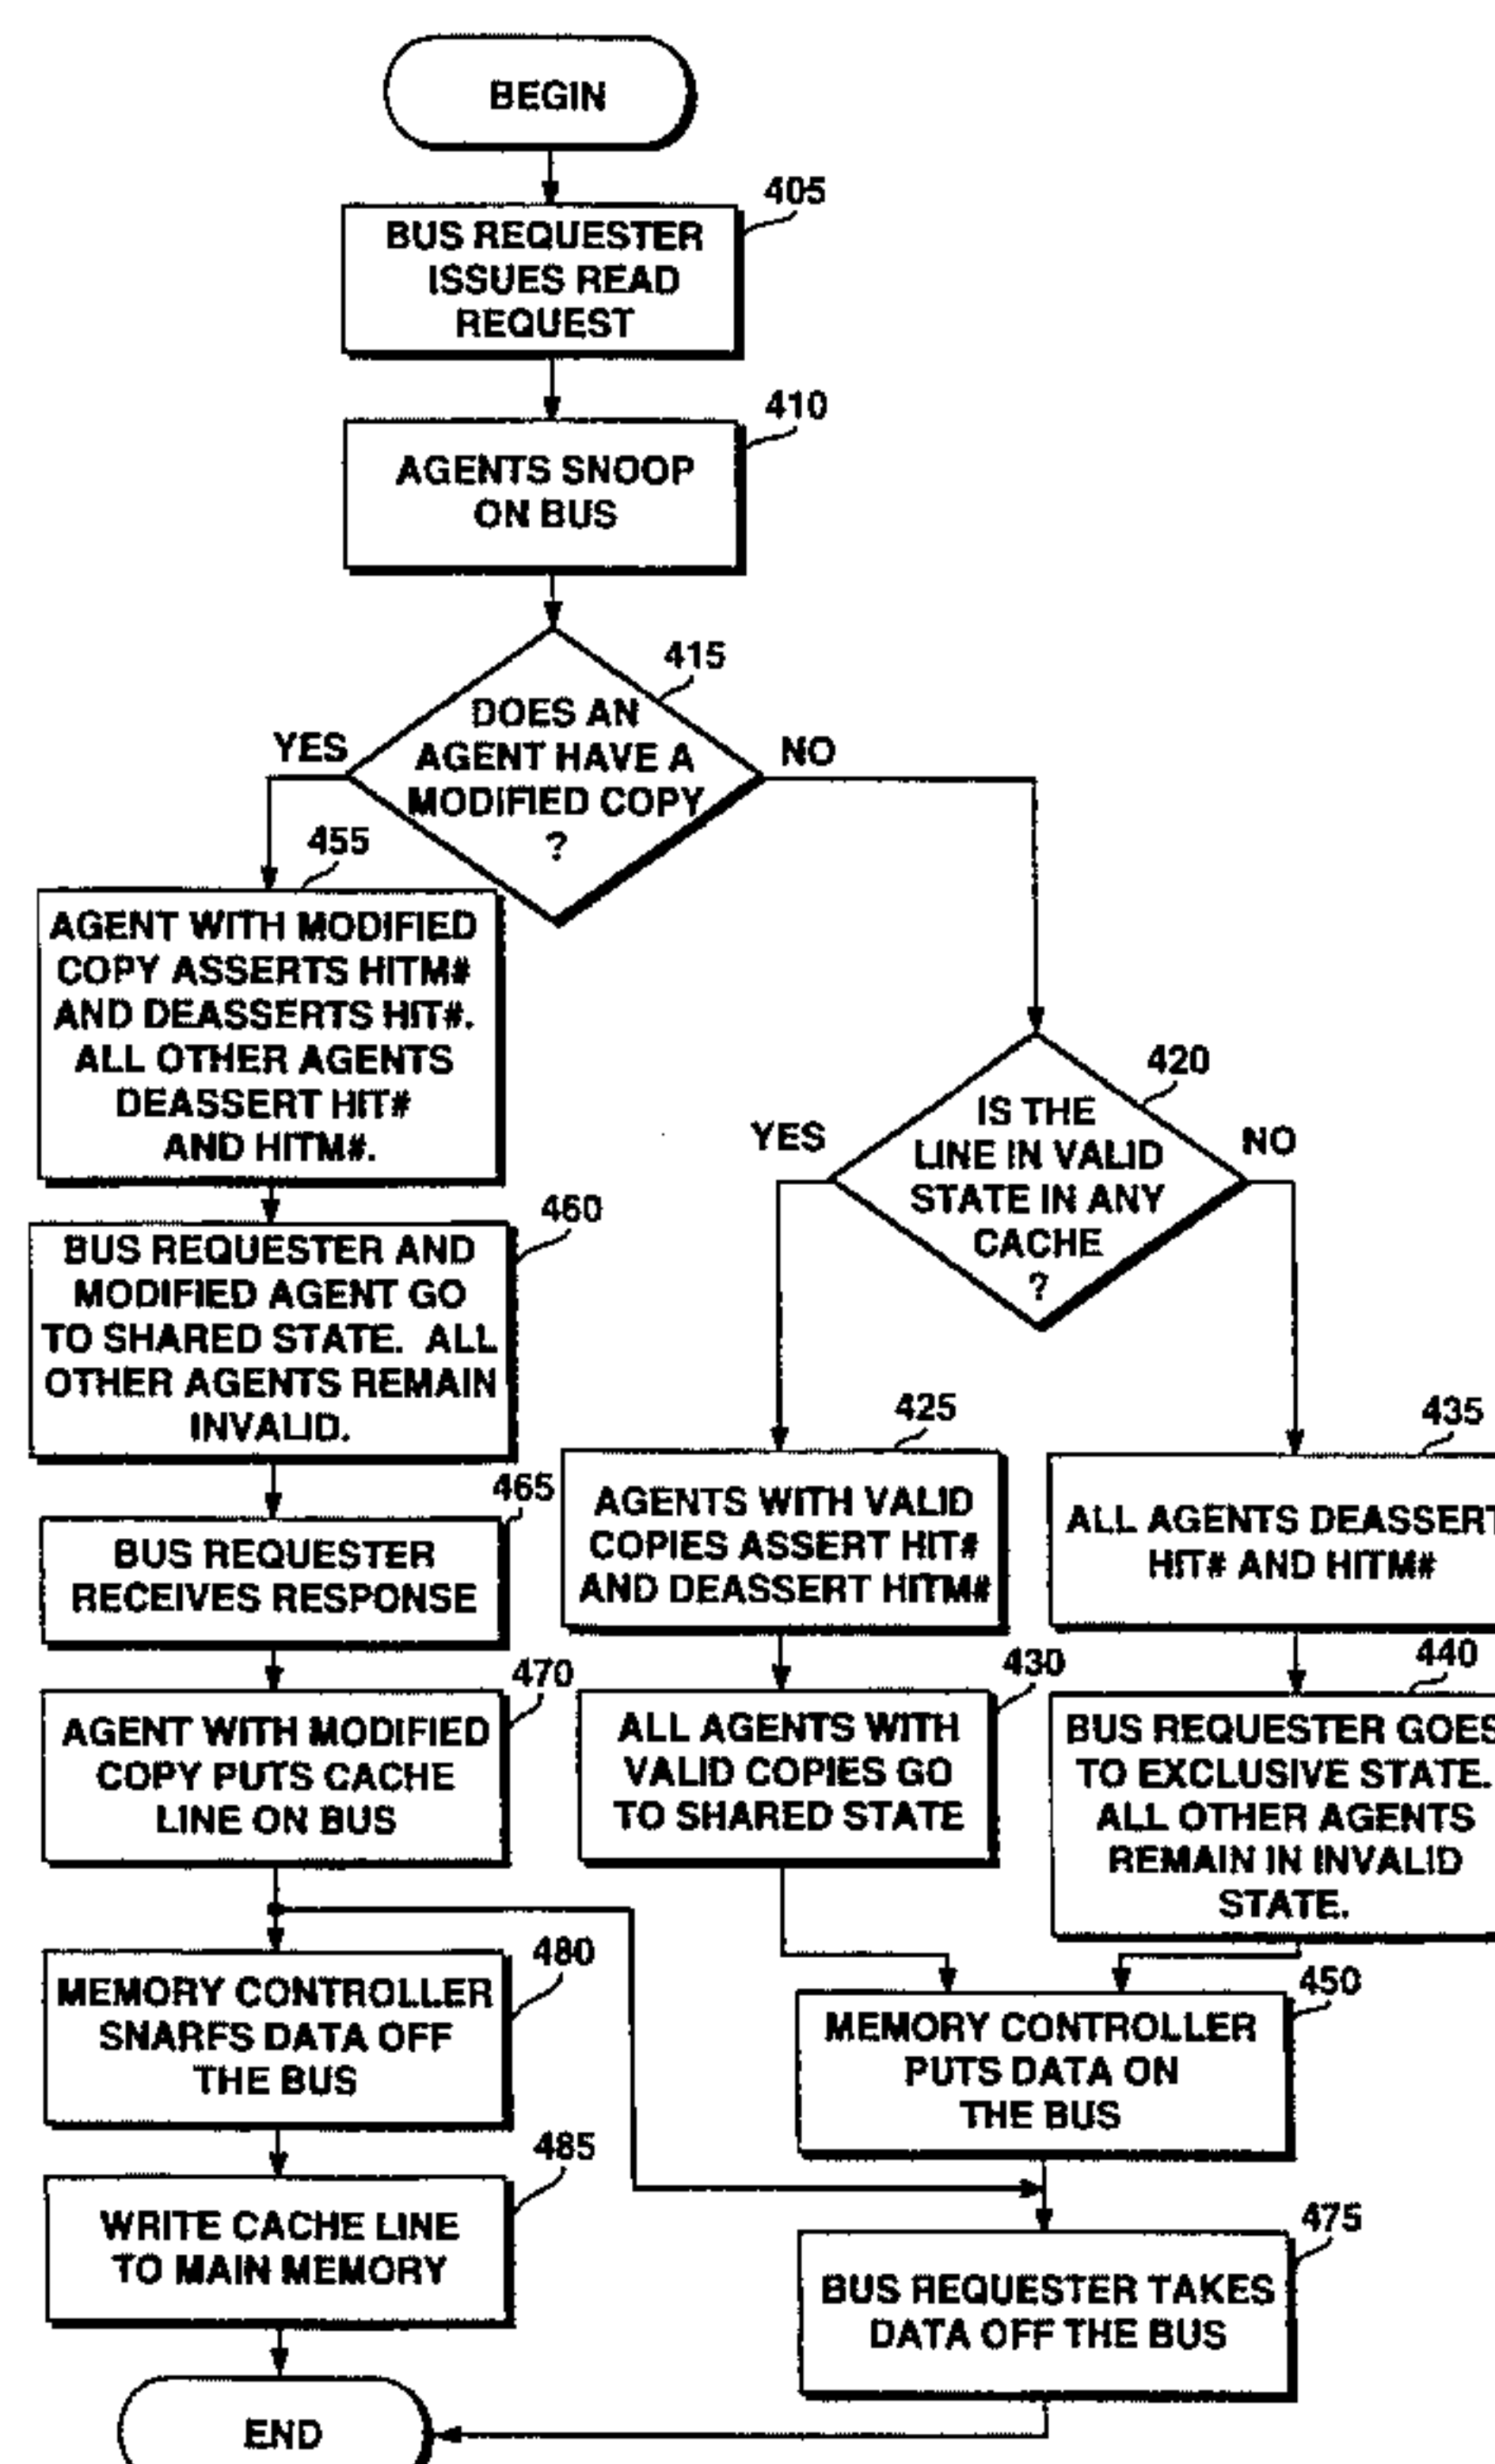 BEGIN
405
BUS REQUESTER
ISSUES READ
REQUEST
410
AGENTS SNOOP
ON BUS
415
DOES AN
AGENT HAVE A
MODIFIED COPY
?
YES
NO
455
AGENT WITH MODIFIED
COPY ASSERTS HITM#
AND DEASSERTS HIT#.
ALL OTHER AGENTS
DEASSERT HIT#
AND HITM#.
420
IS THE
LINE IN VALID
STATE IN ANY
CACHE
?
YES
NO
460
BUS REQUESTER AND
MODIFIED AGENT GO
TO SHARED STATE. ALL
OTHER AGENTS REMAIN
INVALID.
425
AGENTS WITH VALID
COPIES ASSERT HIT#
AND DEASSERT HITM#
435
ALL AGENTS DEASSERT
HIT# AND HITM#
465
BUS REQUESTER
RECEIVES RESPONSE
470
AGENT WITH MODIFIED
COPY PUTS CACHE
LINE ON BUS
430
ALL AGENTS WITH
VALID COPIES GO
TO SHARED STATE
440
BUS REQUESTER GOES
TO EXCLUSIVE STATE.
ALL OTHER AGENTS
REMAIN IN INVALID
STATE.
480
MEMORY CONTROLLER
SNARFS DATA OFF
THE BUS
450
MEMORY CONTROLLER
PUTS DATA ON
THE BUS
485
WRITE CACHE LINE
TO MAIN MEMORY
475
BUS REQUESTER TAKES
DATA OFF THE BUS
END